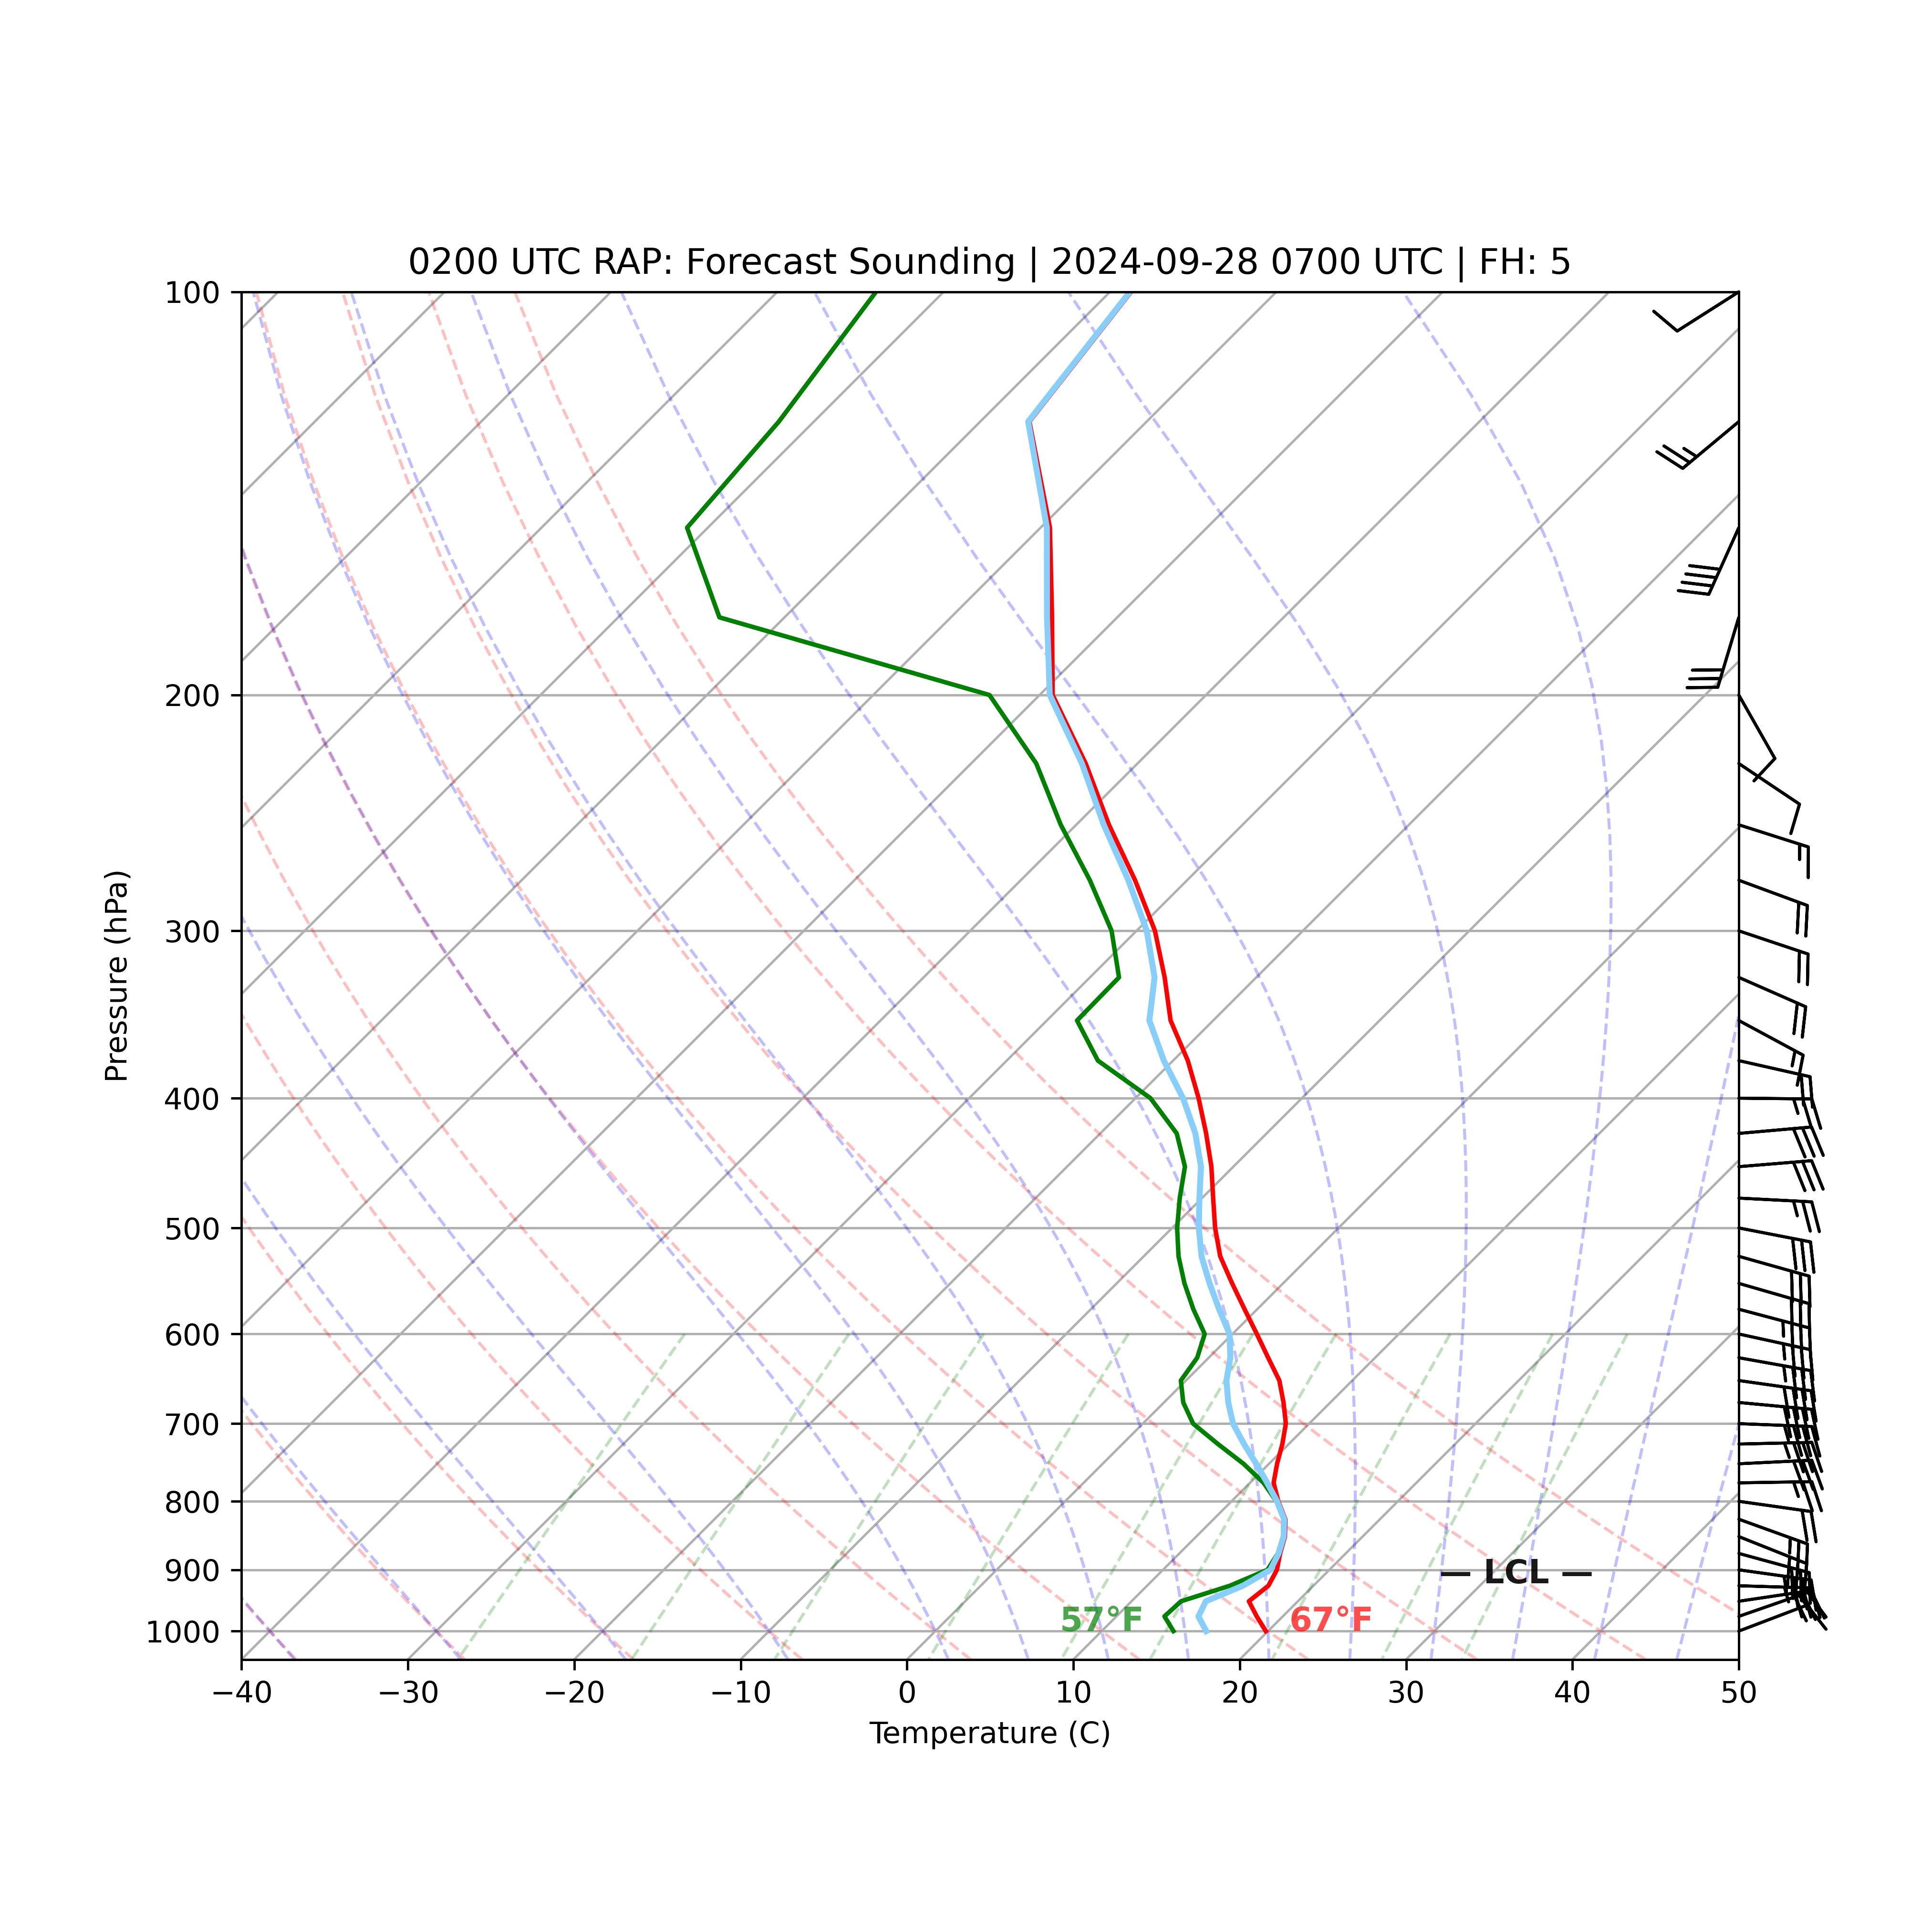 0200 UTC RAP: Forecast Sounding | 2024-09-28 0700 UTC | FH: 5
100
200
300
400
500
600
700
800
900
1000
Pressure (hPa)
— LCL —
57°F 67°F
−40 −30 −20 −10 0 10 20 30 40 50
Temperature (C)